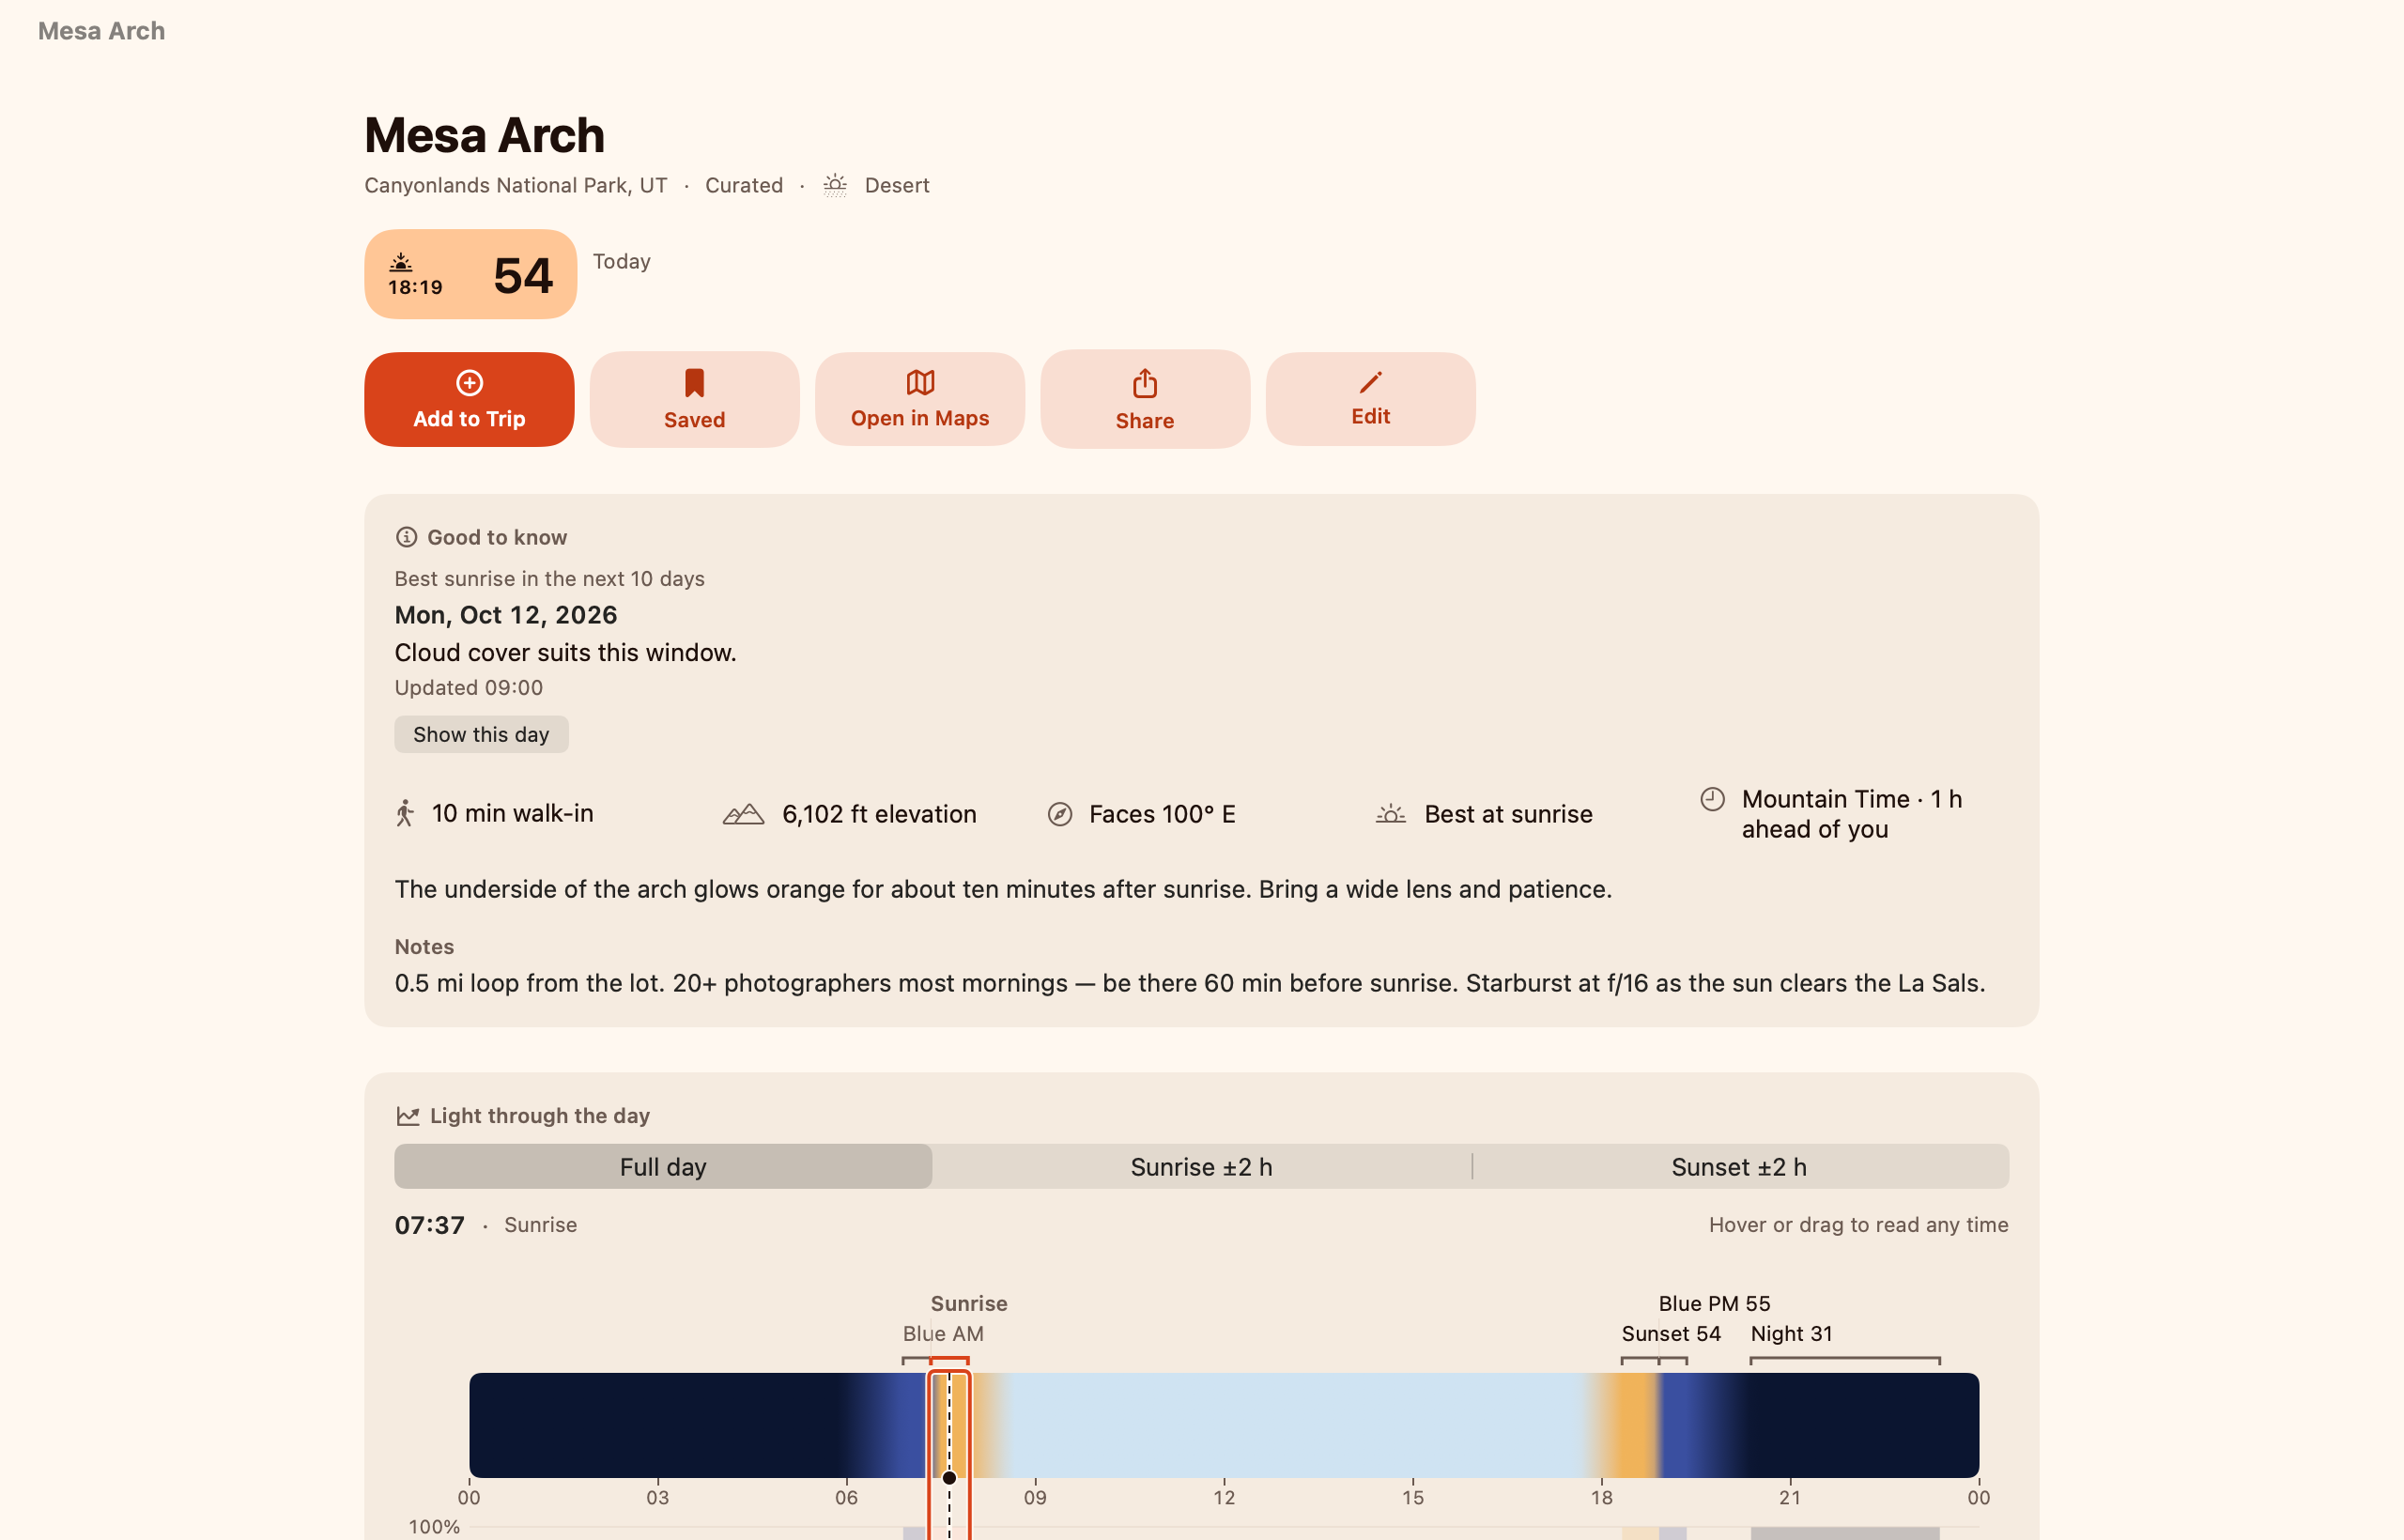 Mesa Arch
Mesa Arch
Canyonlands National Park, UT · Curated · Desert
18:19 54 Today
Add to Trip
Saved
Open in Maps
Share
Edit
Good to know
Best sunrise in the next 10 days
Mon, Oct 12, 2026
Cloud cover suits this window.
Updated 09:00
Show this day
10 min walk-in
6,102 ft elevation
Faces 100° E
Best at sunrise
Mountain Time · 1 h
ahead of you
The underside of the arch glows orange for about ten minutes after sunrise. Bring a wide lens and patience.
Notes
0.5 mi loop from the lot. 20+ photographers most mornings — be there 60 min before sunrise. Starburst at f/16 as the sun clears the La Sals.
Light through the day
Full day
Sunrise ±2 h
Sunset ±2 h
07:37 · Sunrise
Hover or drag to read any time
Sunrise
Blue PM 55
Blue AM
Sunset 54
Night 31
00 03 06 09 12 15 18 21 00
100%